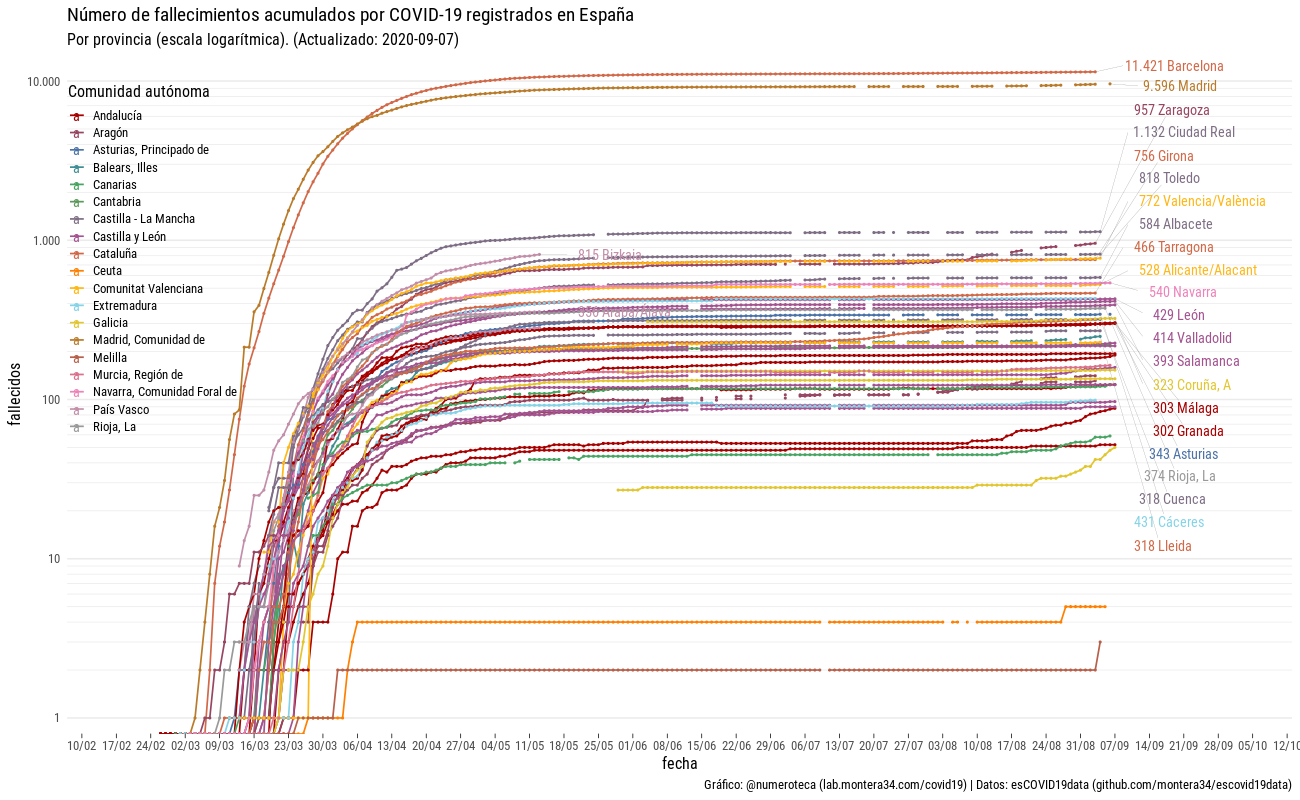 Número de fallecimientos acumulados por COVID-19 registrados en España
Por provincia (escala logarítmica). (Actualizado: 2020-09-07)
fallecidos
10.000
1.000
100
10
1
Comunidad autónoma
Andalucía
Aragón
Asturias, Principado de
Balears, Illes
Canarias
Cantabria
Castilla - La Mancha
Castilla y León
Cataluña
Ceuta
Comunitat Valenciana
Extremadura
Galicia
Madrid, Comunidad de
Melilla
Murcia, Región de
Navarra, Comunidad Foral de
País Vasco
Rioja, La
815 Bizkaia
11.421 Barcelona
9.596 Madrid
957 Zaragoza
1.132 Ciudad Real
756 Girona
818 Toledo
772 Valencia/València
584 Albacete
466 Tarragona
528 Alicante/Alacant
540 Navarra
429 León
414 Valladolid
393 Salamanca
323 Coruña, A
303 Málaga
302 Granada
343 Asturias
374 Rioja, La
318 Cuenca
431 Cáceres
318 Lleida
10/02 17/02 24/02 02/03 09/03 16/03 23/03 30/03 06/04 13/04 20/04 27/04 04/05 11/05 18/05 25/05 01/06 08/06 15/06 22/06 29/06 06/07 13/07 20/07 27/07 03/08 10/08 17/08 24/08 31/08 07/09 14/09 21/09 28/09 05/10 12/10
fecha
Gráfico: @numeroteca (lab.montera34.com/covid19) | Datos: esCOVID19data (github.com/montera34/escovid19data)